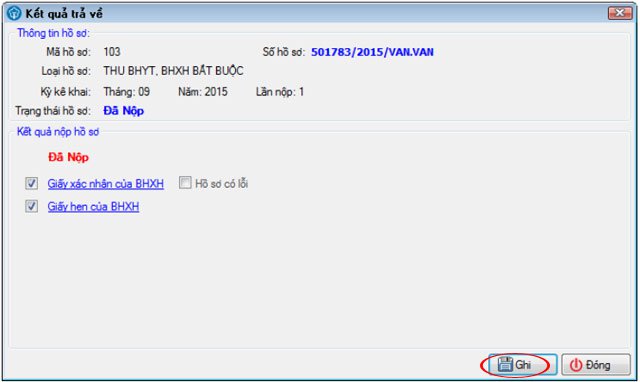 Kết quả trả về
Thông tin hồ sơ:
Mã hồ sơ: 103 Số hồ sơ: 501783/2015/VAN.VAN
Loại hồ sơ: THU BHYT, BHXH BẮT BUỘC
Kỳ kê khai: Tháng: 09 Năm: 2015 Lần nộp: 1
Trạng thái hồ sơ: Đã Nộp
Kết quả nộp hồ sơ
Đã Nộp
Giấy xác nhân của BHXH Hồ sơ có lỗi
Giấy hen của BHXH
Ghi Đóng